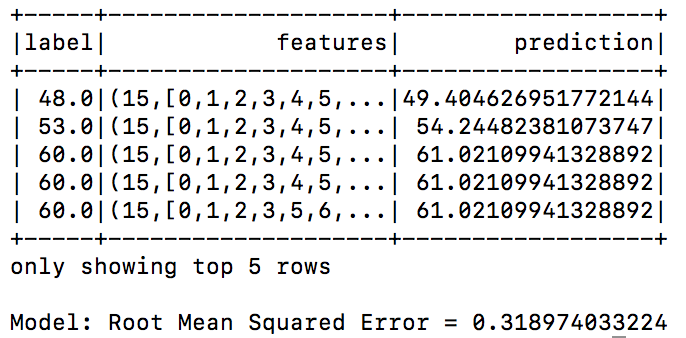 +------+--------------------+------------------+
|label|            features|        prediction|
+------+--------------------+------------------+
| 48.0|(15,[0,1,2,3,4,5,...|49.404626951772144|
| 53.0|(15,[0,1,2,3,4,5,...| 54.24482381073747|
| 60.0|(15,[0,1,2,3,4,5,...| 61.02109941328892|
| 60.0|(15,[0,1,2,3,4,5,...| 61.02109941328892|
| 60.0|(15,[0,1,2,3,5,6,...| 61.02109941328892|
+------+--------------------+------------------+
only showing top 5 rows
Model: Root Mean Squared Error = 0.318974033224